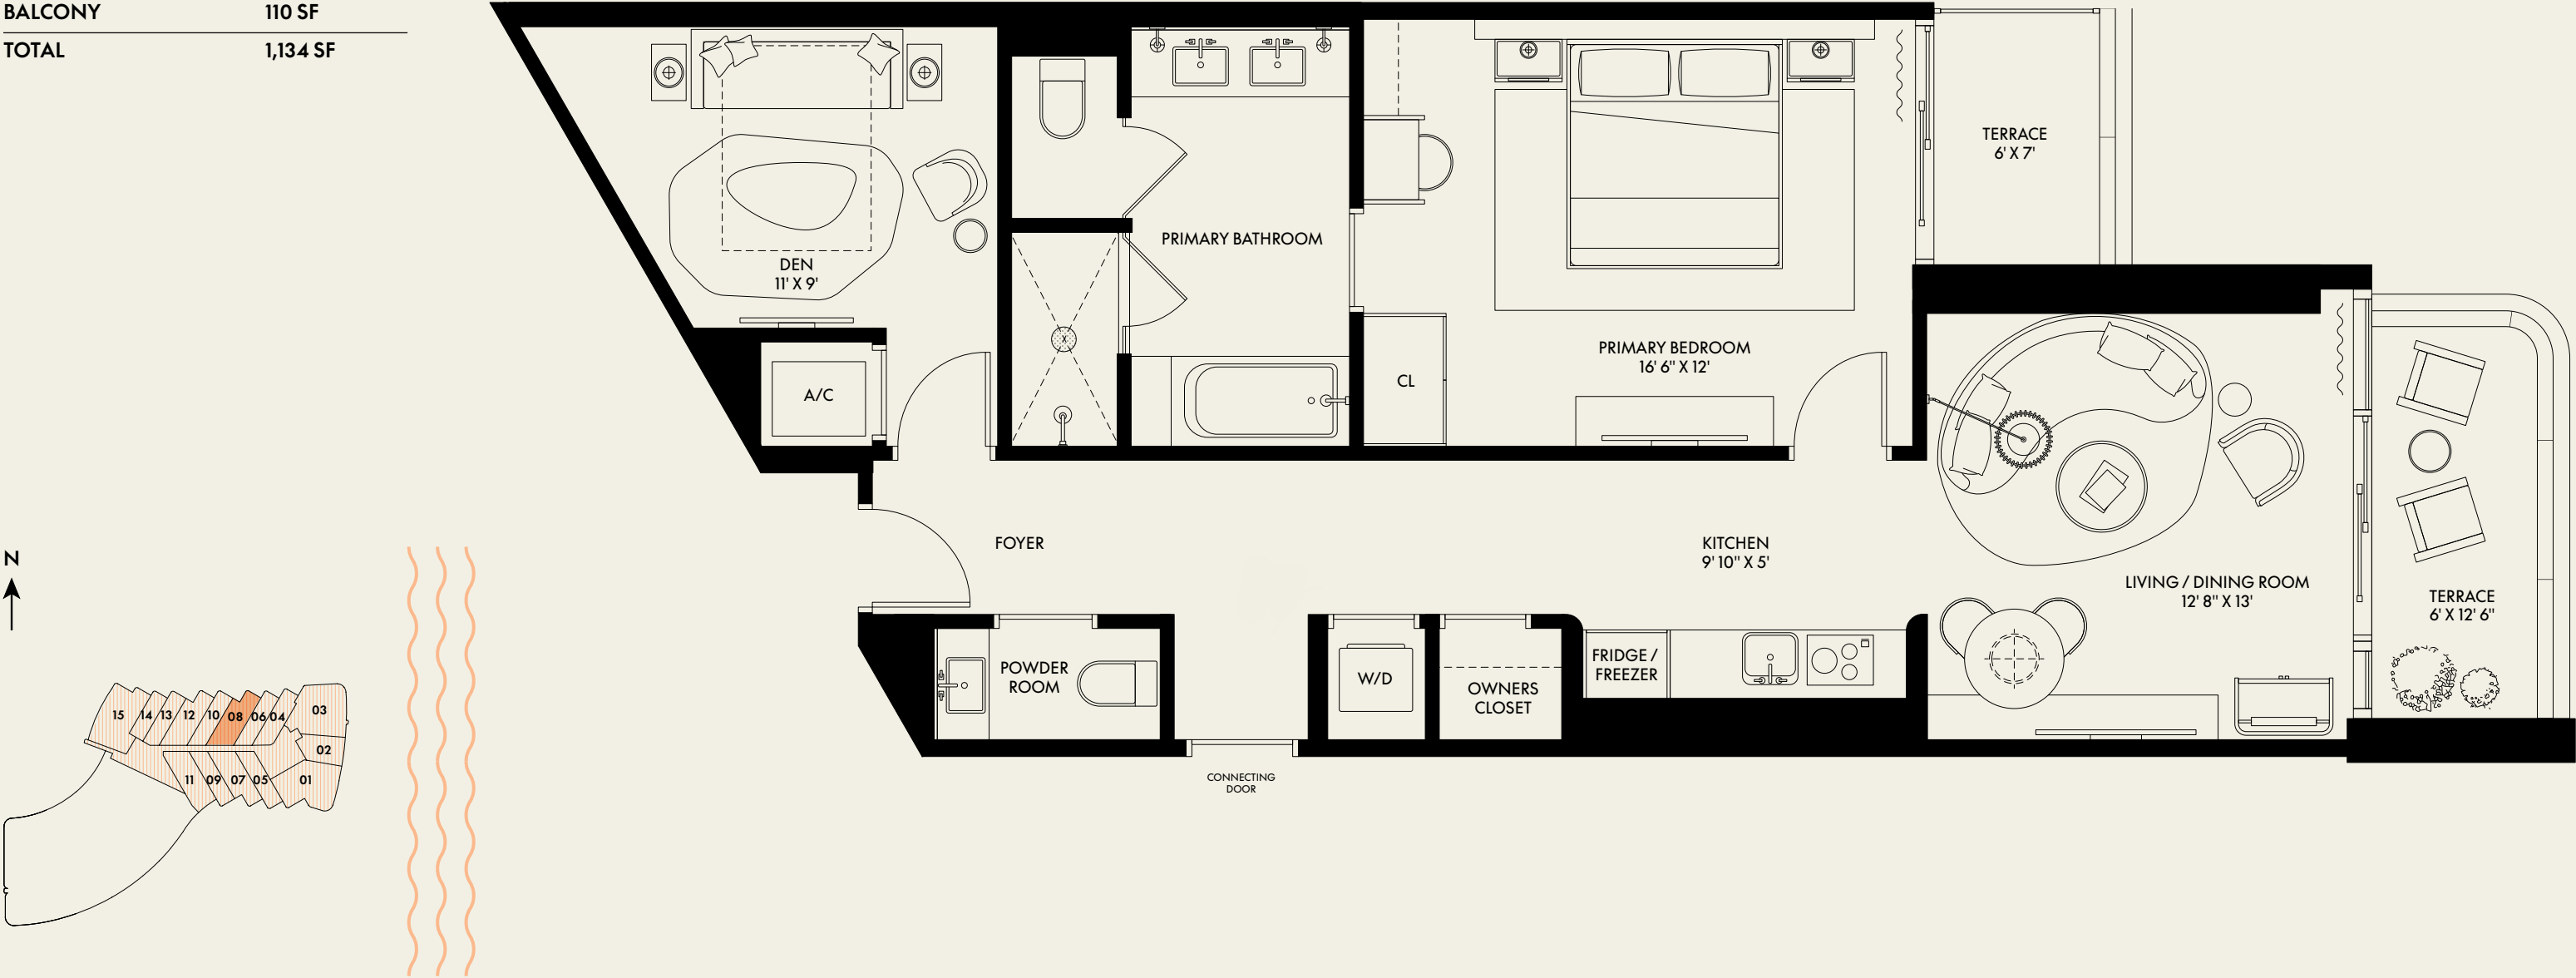 BALCONY 110 SF
TOTAL 1,134 SF
TERRACE
6' X 7'
PRIMARY BATHROOM
DEN
11' X 9'
PRIMARY BEDROOM
16' 6" X 12'
A/C
CL
FOYER
KITCHEN
9' 10" X 5'
LIVING / DINING ROOM
12' 8" X 13'
TERRACE
6' X 12' 6"
POWDER
ROOM
W/D
OWNERS
CLOSET
FRIDGE /
FREEZER
CONNECTING
DOOR
N
15 14 13 12 10 08 06 04 03
02
11 09 07 05 01
X